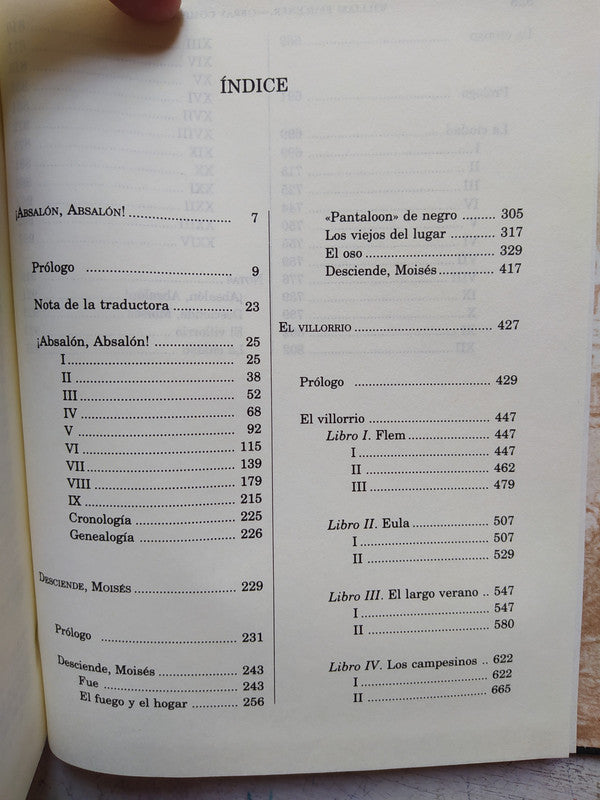 ÍNDICE
¡ABSALÓN, ABSALÓN! ........................ 7
Prólogo .................................... 9
Nota de la traductora .................. 23
¡Absalón, Absalón! .................... 25
I ........................................ 25
II ....................................... 38
III ...................................... 52
IV ...................................... 68
V ....................................... 92
VI ...................................... 115
VII ..................................... 139
VIII .................................... 179
IX ...................................... 215
Cronología ......................... 225
Genealogía ......................... 226
DESCIENDE, MOISÉS .......................... 229
Prólogo .................................. 231
Desciende, Moisés .................... 243
Fue .................................... 243
El fuego y el hogar ............ 256
«Pantaloon» de negro ......... 305
Los viejos del lugar ............. 317
El oso ................................. 329
Desciende, Moisés ............... 417
EL VILLORRIO ................................... 427
Prólogo .................................. 429
El villorrio .............................. 447
Libro I. Flem ..................... 447
I ..................................... 447
II .................................... 462
III ................................... 479
Libro II. Eula .................... 507
I ..................................... 507
II .................................... 529
Libro III. El largo verano .. 547
I ..................................... 547
II .................................... 580
Libro IV. Los campesinos .. 622
I ..................................... 622
II .................................... 665